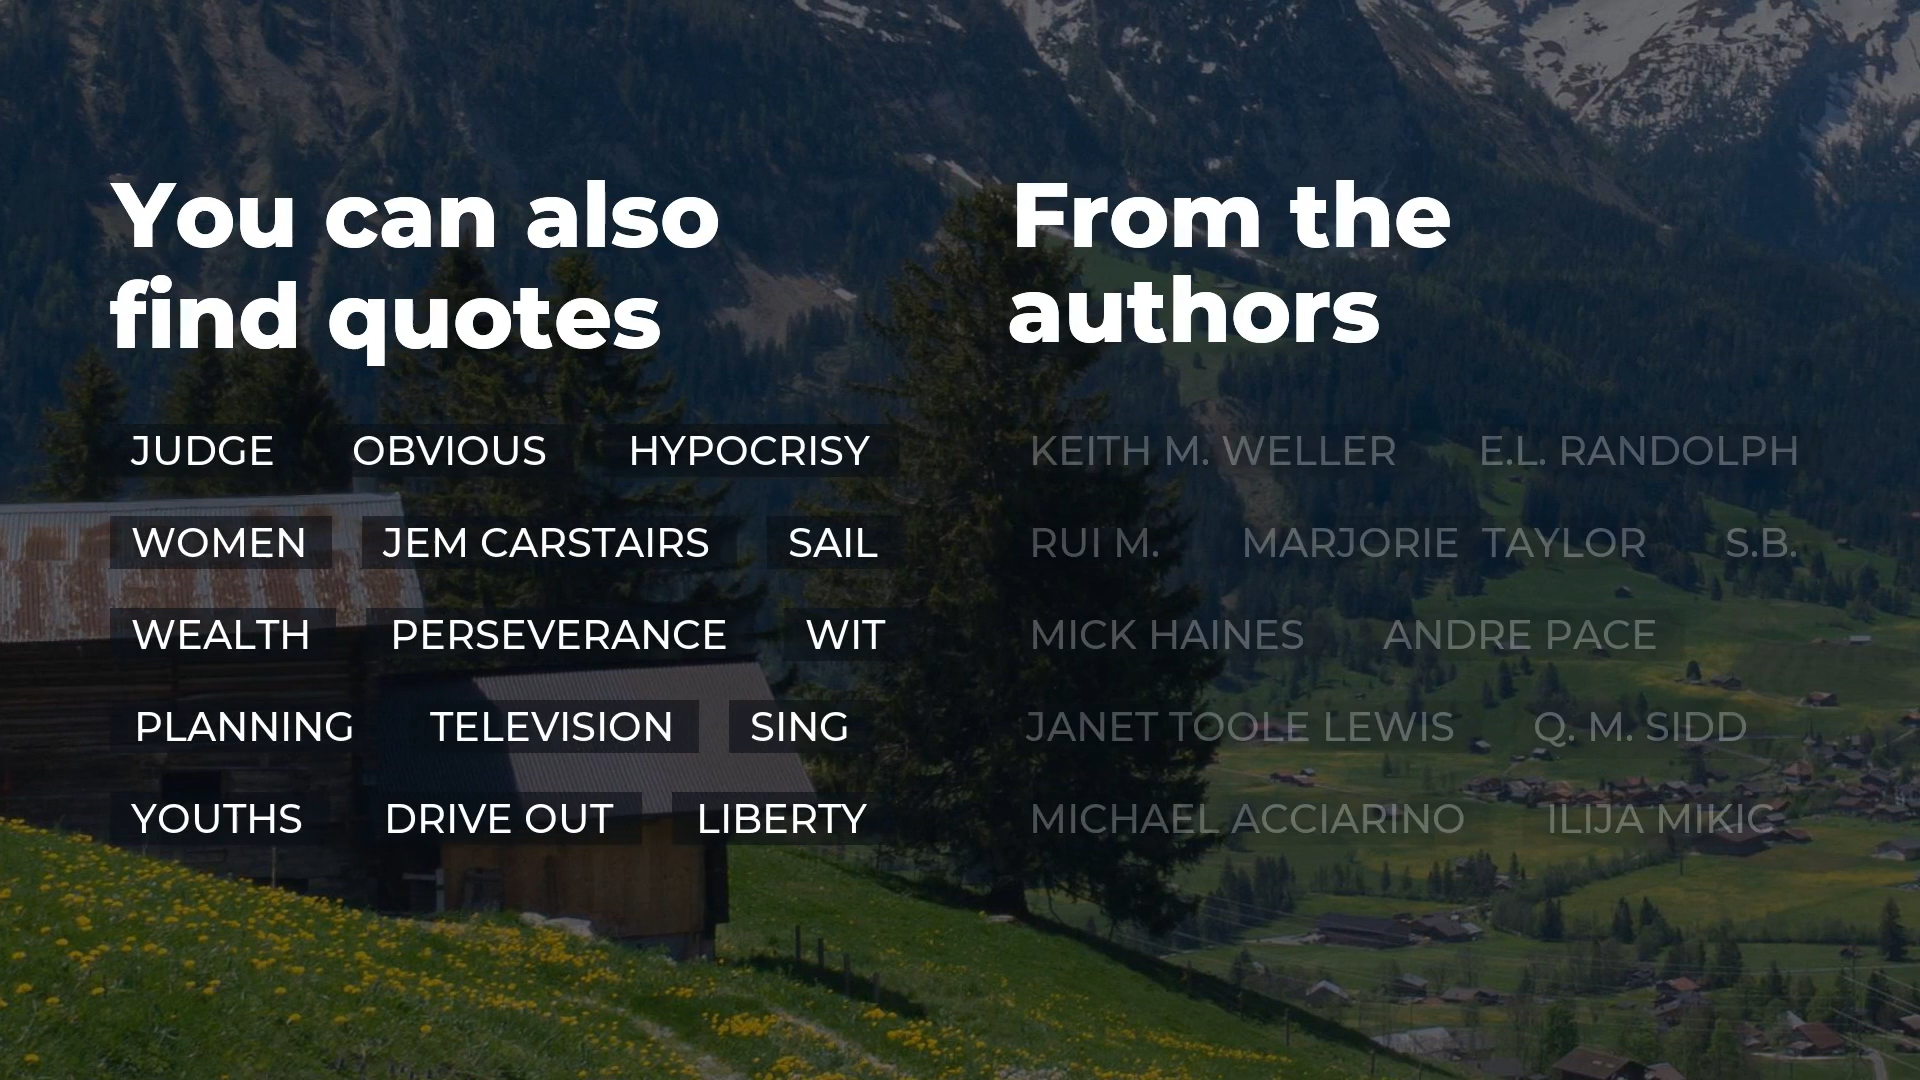 You can also
find quotes
JUDGE OBVIOUS HYPOCRISY
WOMEN JEM CARSTAIRS SAIL
WEALTH PERSEVERANCE WIT
PLANNING TELEVISION SING
YOUTHS DRIVE OUT LIBERTY
From the
authors
KEITH M. WELLER E.L. RANDOLPH
RUI M. MARJORIE TAYLOR S.B.
MICK HAINES ANDRE PACE
JANET TOOLE LEWIS Q. M. SIDD
MICHAEL ACCIARINO ILIJA MIKIC